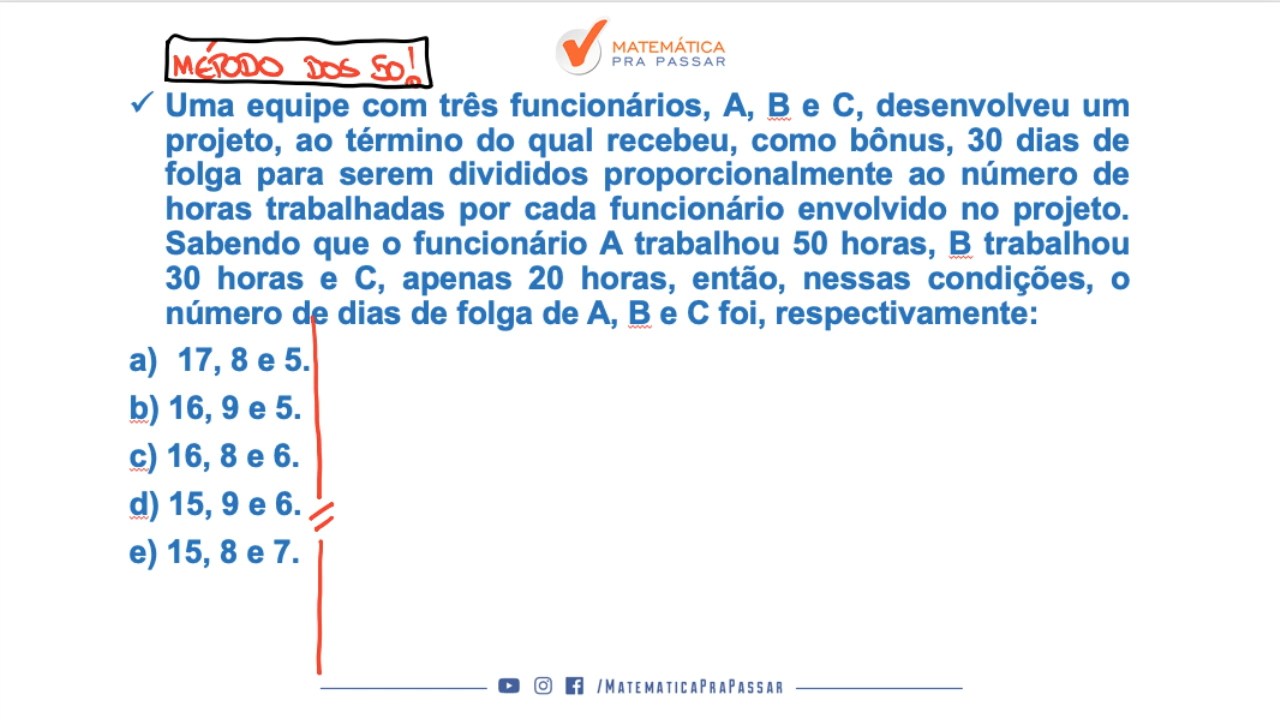 MÉTODO DOS 50!
MATEMÁTICA
PRA PASSAR
✓ Uma equipe com três funcionários, A, B e C, desenvolveu um
projeto, ao término do qual recebeu, como bônus, 30 dias de
folga para serem divididos proporcionalmente ao número de
horas trabalhadas por cada funcionário envolvido no projeto.
Sabendo que o funcionário A trabalhou 50 horas, B trabalhou
30 horas e C, apenas 20 horas, então, nessas condições, o
número de dias de folga de A, B e C foi, respectivamente:
a) 17, 8 e 5.
b) 16, 9 e 5.
c) 16, 8 e 6.
d) 15, 9 e 6.
e) 15, 8 e 7.
/MATEMATICAPRAPASSAR